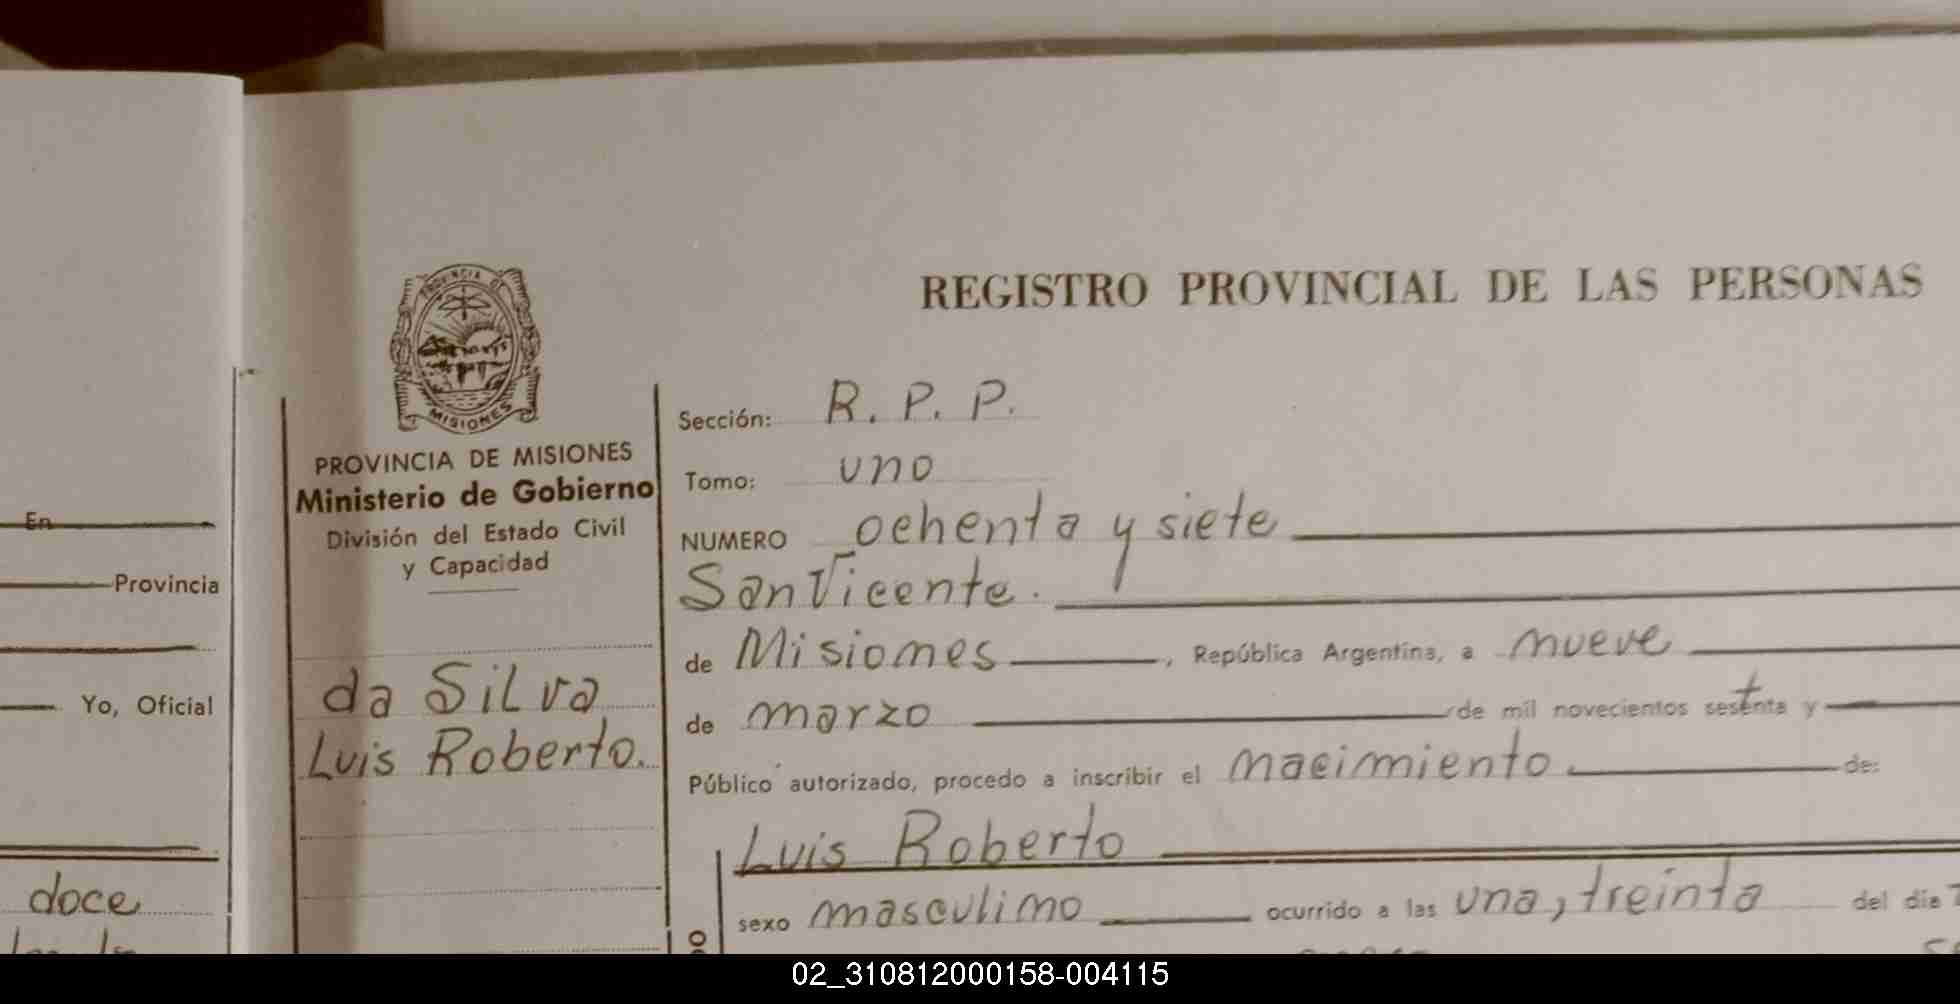 REGISTRO PROVINCIAL DE LAS PERSONAS
PROVINCIA DE MISIONES
PROVINCIA DE MISIONES
Ministerio de Gobierno
División del Estado Civil
y Capacidad
da Silva
Luis Roberto.
Sección: R. P. P.
Tomo: uno
NUMERO ochenta y siete
San Vicente.
de Misiones, República Argentina, a nueve
de marzo de mil novecientos setenta y
Público autorizado, procedo a inscribir el nacimiento de:
Luis Roberto
sexo masculino ocurrido a las una, treinta del dia
En
Provincia
Yo, Oficial
doce
02_310812000158-004115